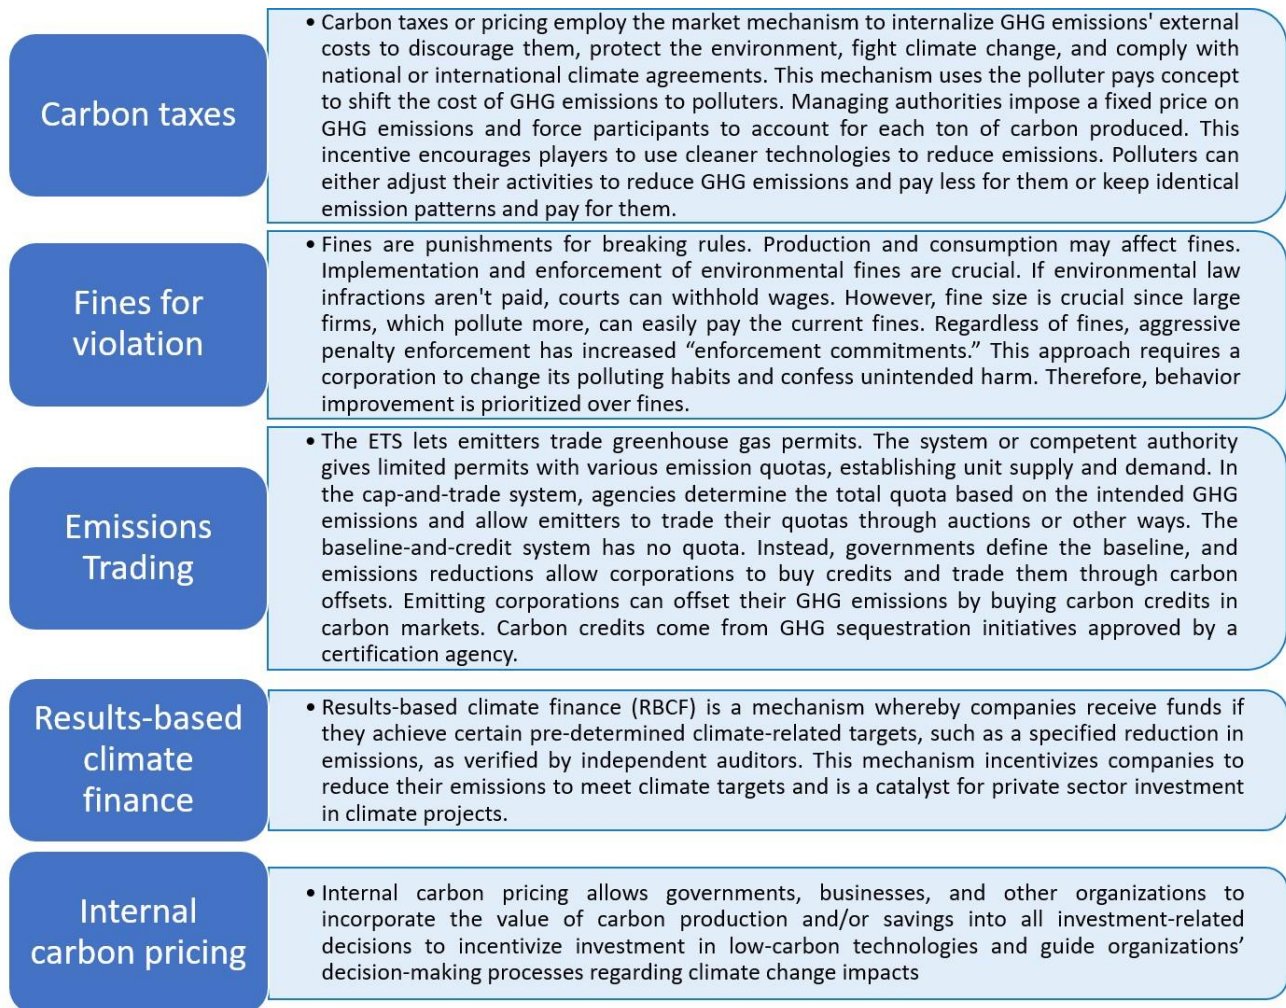 Carbon taxes
• Carbon taxes or pricing employ the market mechanism to internalize GHG emissions' external
costs to discourage them, protect the environment, fight climate change, and comply with
national or international climate agreements. This mechanism uses the polluter pays concept
to shift the cost of GHG emissions to polluters. Managing authorities impose a fixed price on
GHG emissions and force participants to account for each ton of carbon produced. This
incentive encourages players to use cleaner technologies to reduce emissions. Polluters can
either adjust their activities to reduce GHG emissions and pay less for them or keep identical
emission patterns and pay for them.
Fines for
violation
• Fines are punishments for breaking rules. Production and consumption may affect fines.
Implementation and enforcement of environmental fines are crucial. If environmental law
infractions aren't paid, courts can withhold wages. However, fine size is crucial since large
firms, which pollute more, can easily pay the current fines. Regardless of fines, aggressive
penalty enforcement has increased “enforcement commitments.” This approach requires a
corporation to change its polluting habits and confess unintended harm. Therefore, behavior
improvement is prioritized over fines.
Emissions
Trading
• The ETS lets emitters trade greenhouse gas permits. The system or competent authority
gives limited permits with various emission quotas, establishing unit supply and demand. In
the cap-and-trade system, agencies determine the total quota based on the intended GHG
emissions and allow emitters to trade their quotas through auctions or other ways. The
baseline-and-credit system has no quota. Instead, governments define the baseline, and
emissions reductions allow corporations to buy credits and trade them through carbon
offsets. Emitting corporations can offset their GHG emissions by buying carbon credits in
carbon markets. Carbon credits come from GHG sequestration initiatives approved by a
certification agency.
Results-based
climate
finance
• Results-based climate finance (RBCF) is a mechanism whereby companies receive funds if
they achieve certain pre-determined climate-related targets, such as a specified reduction in
emissions, as verified by independent auditors. This mechanism incentivizes companies to
reduce their emissions to meet climate targets and is a catalyst for private sector investment
in climate projects.
Internal
carbon pricing
• Internal carbon pricing allows governments, businesses, and other organizations to
incorporate the value of carbon production and/or savings into all investment-related
decisions to incentivize investment in low-carbon technologies and guide organizations’
decision-making processes regarding climate change impacts